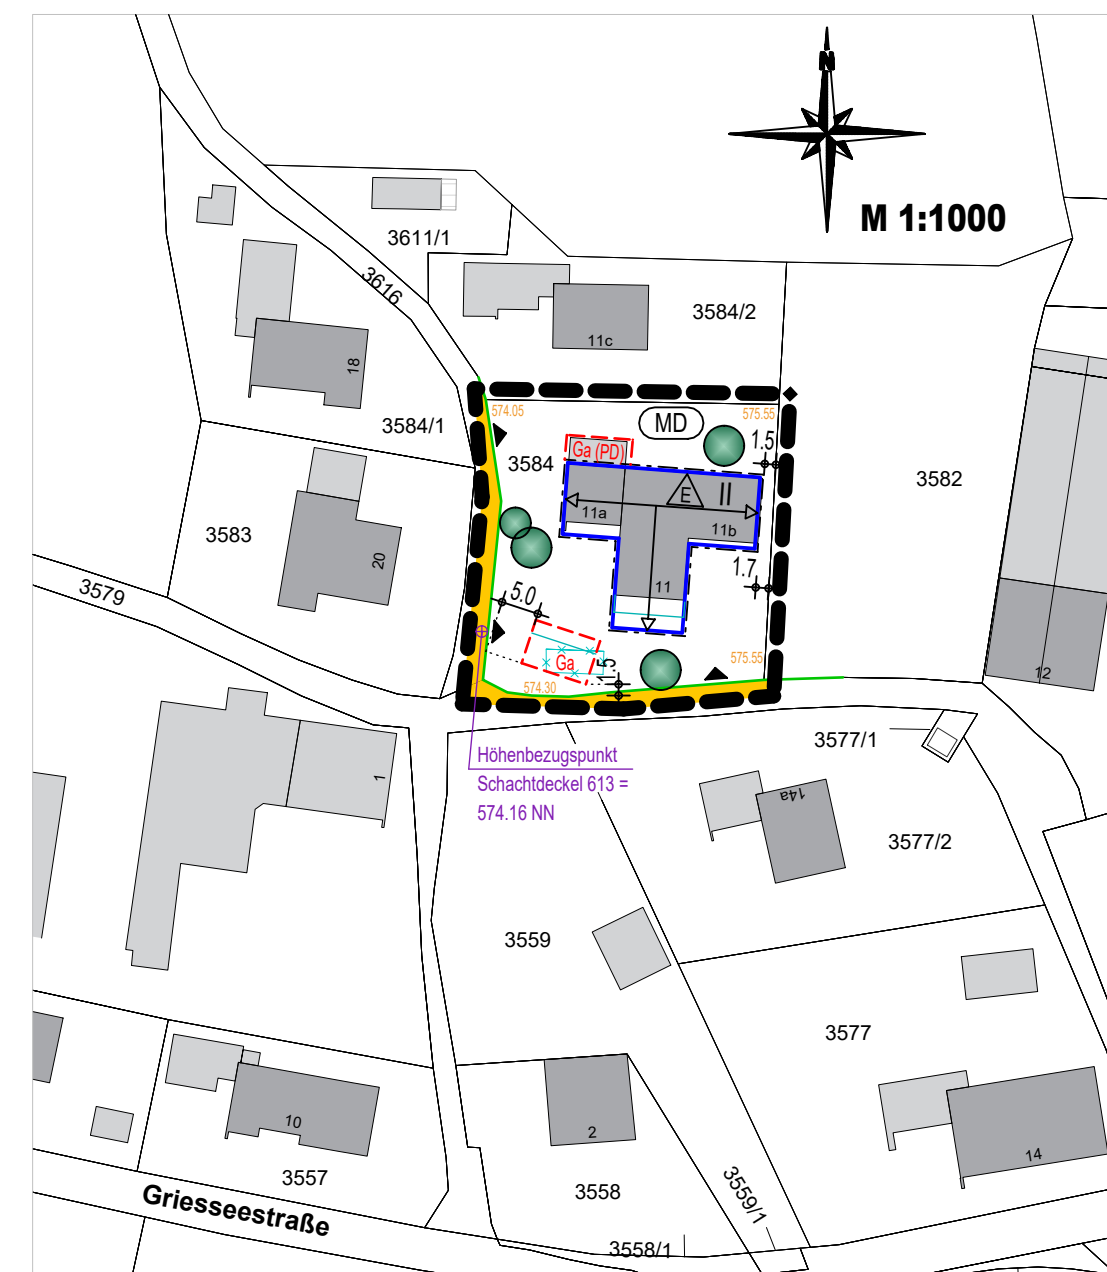 N
M 1:1000
3611/1
3616
3584/2
11c
18
3584/1
574.05
MD
575.55
1.5
Ga (PD)
3584
E
II
11a
11b
3582
3583
20
1.7
11
5.0
3579
Ga
1.5
575.55
574.30
12
Höhenbezugspunkt
Schachtdeckel 613 =
574.16 NN
3577/1
1
14a
3577/2
3559
3577
10
2
14
3557
3558
3559/1
Griesseestraße
3558/1